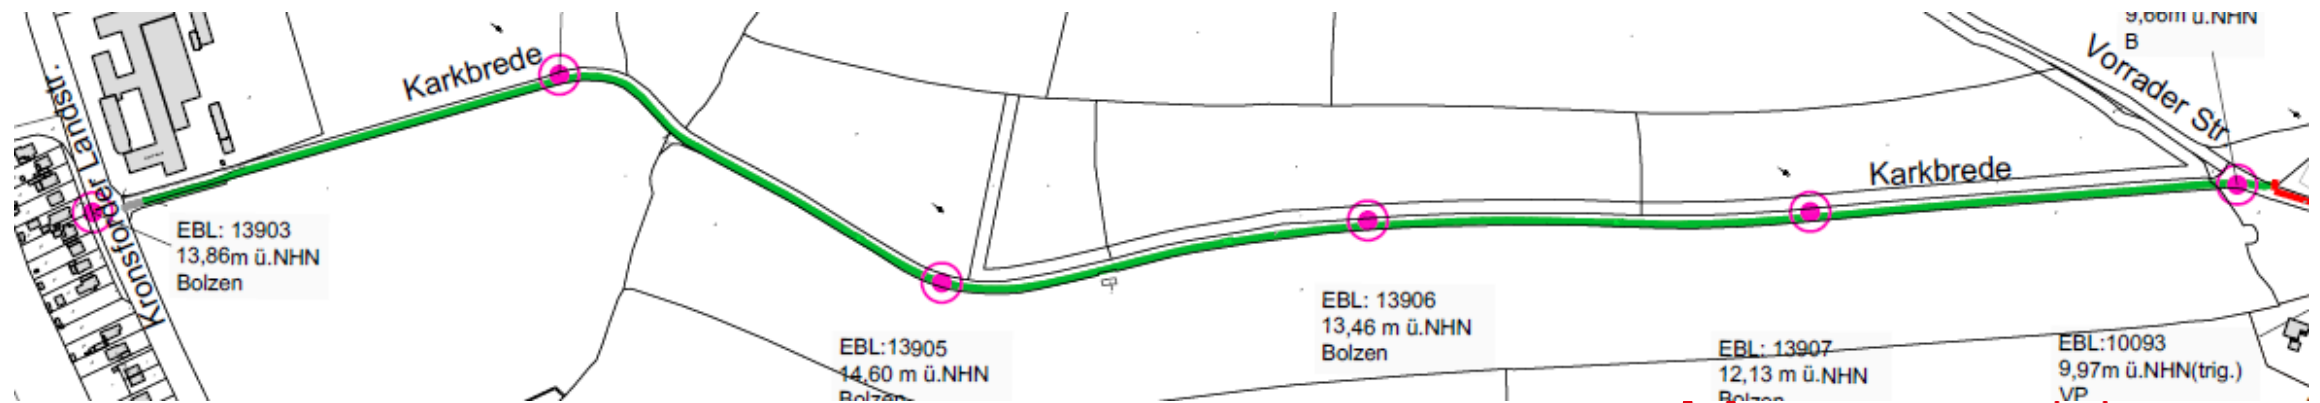 9,66m ü.NHN
B
Karkbrede
Vorrader Str
Kronsforder Landstr.
Karkbrede
EBL: 13903
13,86m ü.NHN
Bolzen
EBL: 13906
13,46 m ü.NHN
Bolzen
EBL:13905
14,60 m ü.NHN
Bolzen
EBL: 13907
12,13 m ü.NHN
Bolzen
EBL:10093
9,97m ü.NHN(trig.)
VP